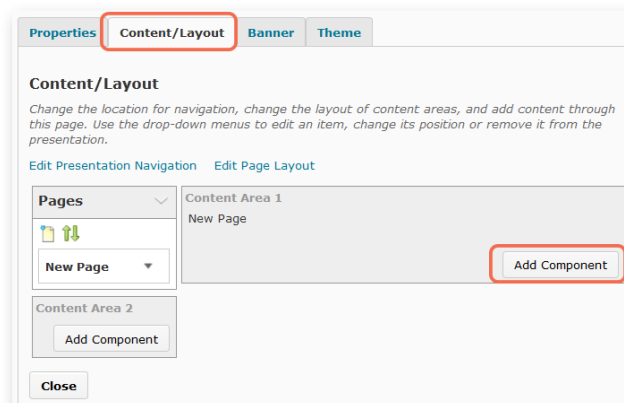 Properties Content/Layout Banner Theme
Content/Layout
Change the location for navigation, change the layout of content areas, and add content through
this page. Use the drop-down menus to edit an item, change its position or remove it from the
presentation.
Edit Presentation Navigation Edit Page Layout
Pages
New Page
Content Area 1
New Page
Add Component
Content Area 2
Add Component
Close